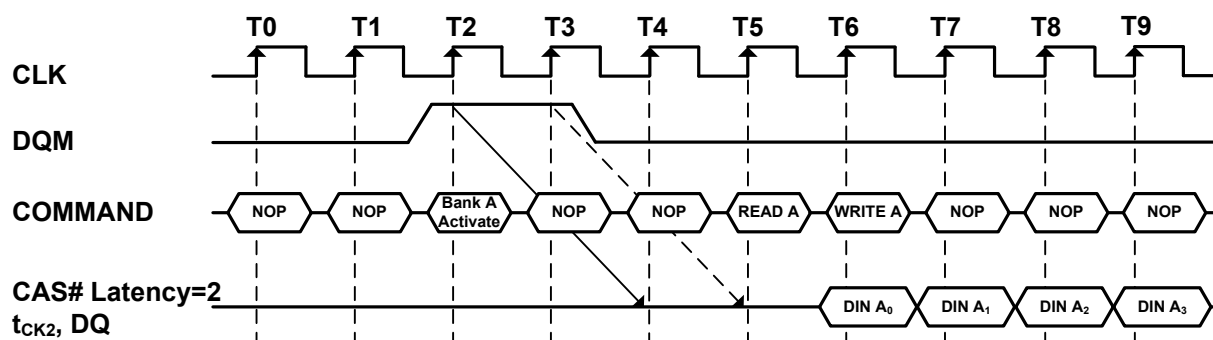 T0 T1 T2 T3 T4 T5 T6 T7 T8 T9
CLK
DQM
COMMAND NOP NOP Bank A Activate NOP NOP READ A WRITE A NOP NOP NOP
CAS# Latency=2
tCK2, DQ DIN A0 DIN A1 DIN A2 DIN A3